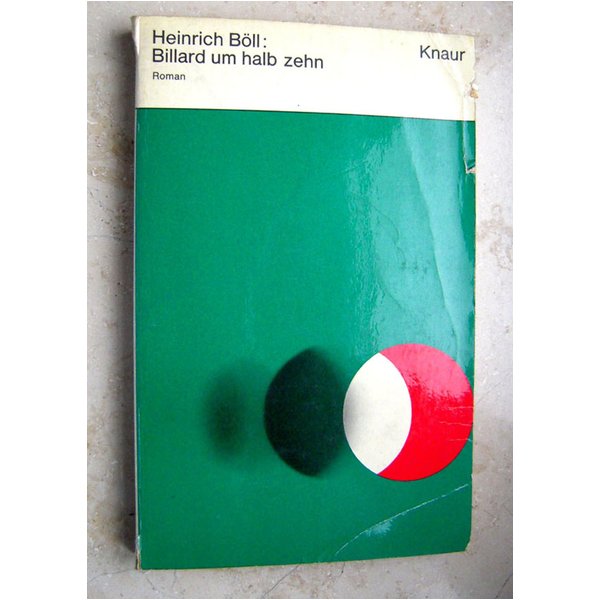 Heinrich Böll:
Billard um halb zehn
Knaur
Roman